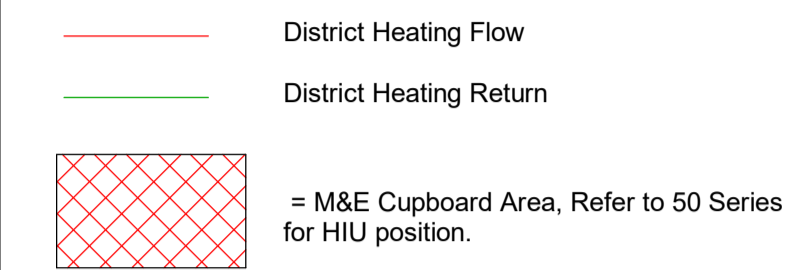 District Heating Flow
District Heating Return
= M&E Cupboard Area, Refer to 50 Series
for HIU position.